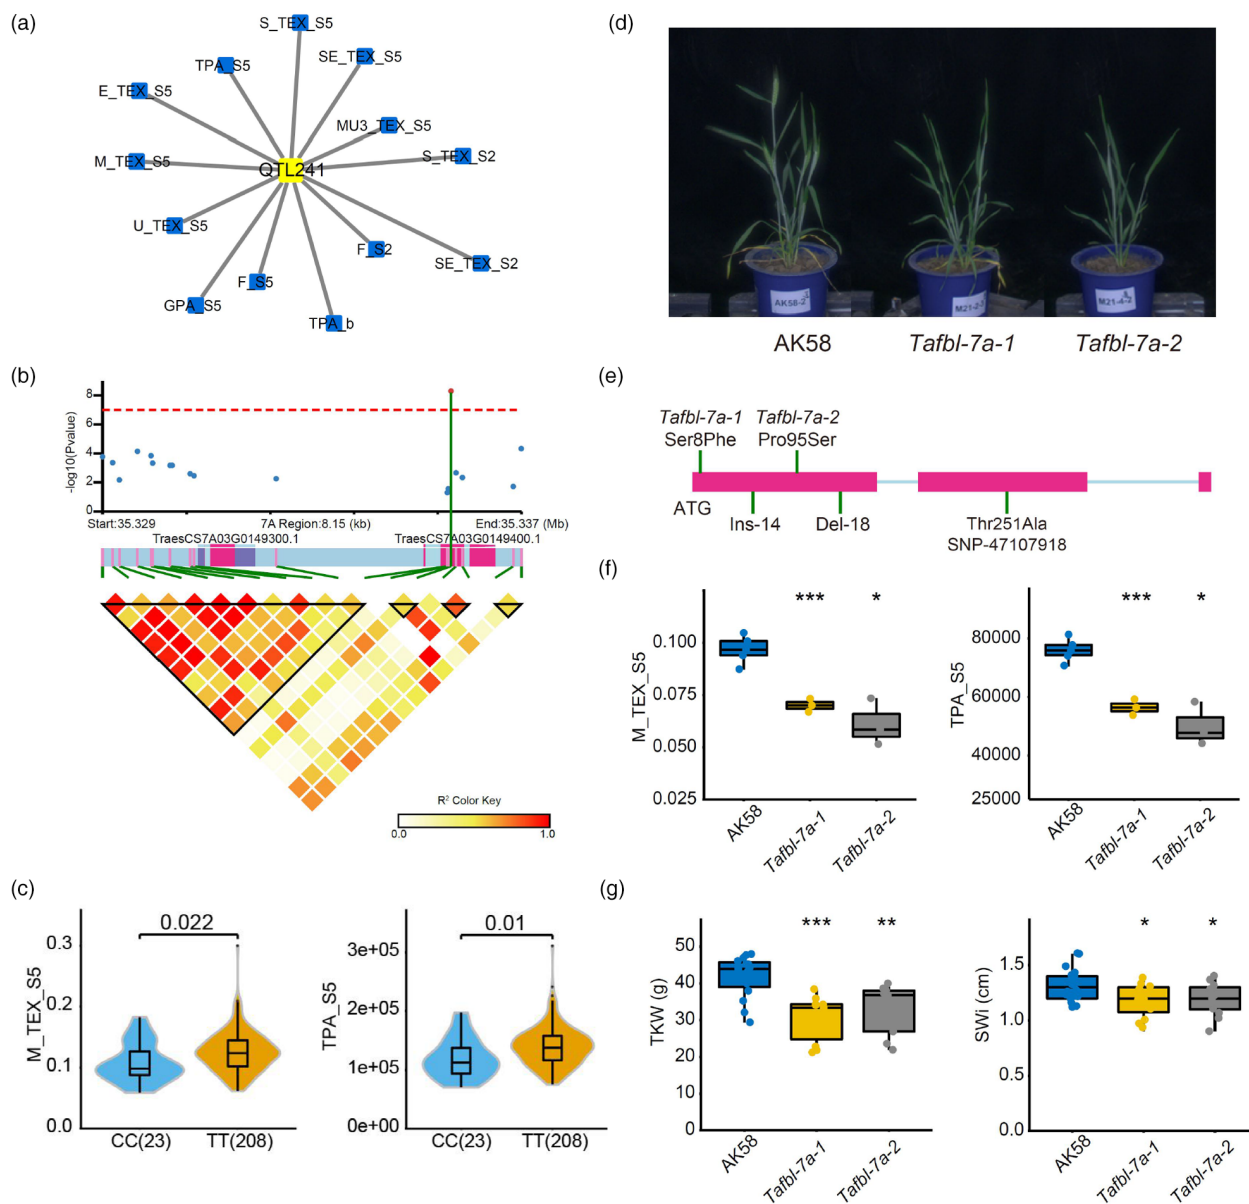 (a)
S_TEX_S5
TPA_S5
SE_TEX_S5
E_TEX_S5
MU3_TEX_S5
M_TEX_S5
S_TEX_S2
QTL241
U_TEX_S5
F_S2
SE_TEX_S2
F_S5
GPA_S5
TPA_b
(b)
8
6
4
2
0
-log10(Pvalue)
Start:35.329
7A Region:8.15 (kb)
End:35.337 (Mb)
TraesCS7A03G0149300.1
TraesCS7A03G0149400.1
R² Color Key
0.0
1.0
(c)
M_TEX_S5
0.3
0.2
0.1
0.0
0.022
CC(23)
TT(208)
TPA_S5
3e+05
2e+05
1e+05
0e+00
0.01
CC(23)
TT(208)
(d)
AK58-2
M21-2-3
M21-4-2
AK58
Tafbl-7a-1
Tafbl-7a-2
(e)
Tafbl-7a-1
Tafbl-7a-2
Ser8Phe
Pro95Ser
ATG
Ins-14
Del-18
Thr251Ala
SNP-47107918
(f)
M_TEX_S5
0.100
0.075
0.050
0.025
***
*
AK58
Tafbl-7a-1
Tafbl-7a-2
TPA_S5
80000
60000
40000
25000
***
*
AK58
Tafbl-7a-1
Tafbl-7a-2
(g)
TKW (g)
50
40
30
20
10
0
***
**
AK58
Tafbl-7a-1
Tafbl-7a-2
SWi (cm)
1.5
1.0
0.5
0.0
*
*
AK58
Tafbl-7a-1
Tafbl-7a-2